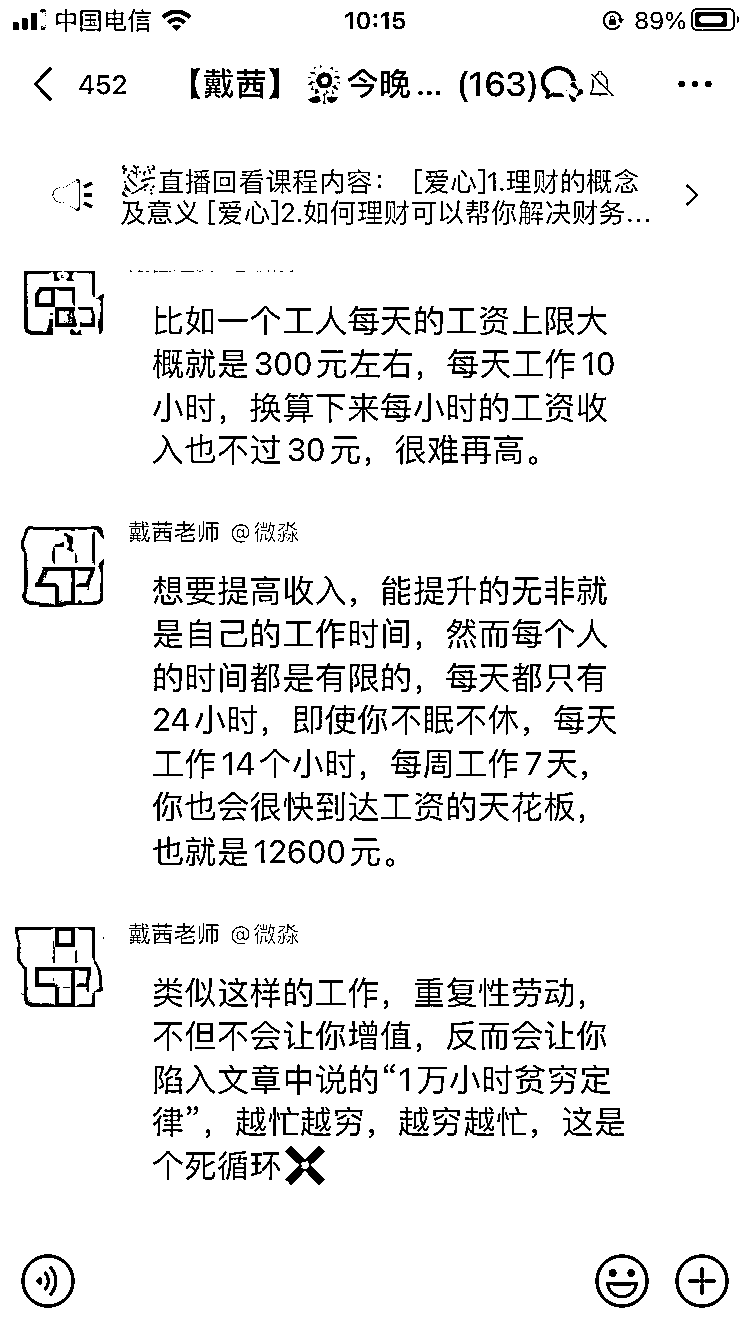 中国电信 10:15 89%
452 【戴茜】 今晚... (163)
直播回看课程内容： [爱心]1.理财的概念
及意义 [爱心]2.如何理财可以帮你解决财务...
比如一个工人每天的工资上限大
概就是300元左右，每天工作10
小时，换算下来每小时的工资收
入也不过30元，很难再高。
戴茜老师 @微淼
想要提高收入，能提升的无非就
是自己的工作时间，然而每个人
的时间都是有限的，每天都只有
24小时，即使你不眠不休，每天
工作14个小时，每周工作7天，
你也会很快到达工资的天花板，
也就是12600元。
戴茜老师 @微淼
类似这样的工作，重复性劳动，
不但不会让你增值，反而会让你
陷入文章中说的“1万小时贫穷定
律”，越忙越穷，越穷越忙，这是
个死循环❌